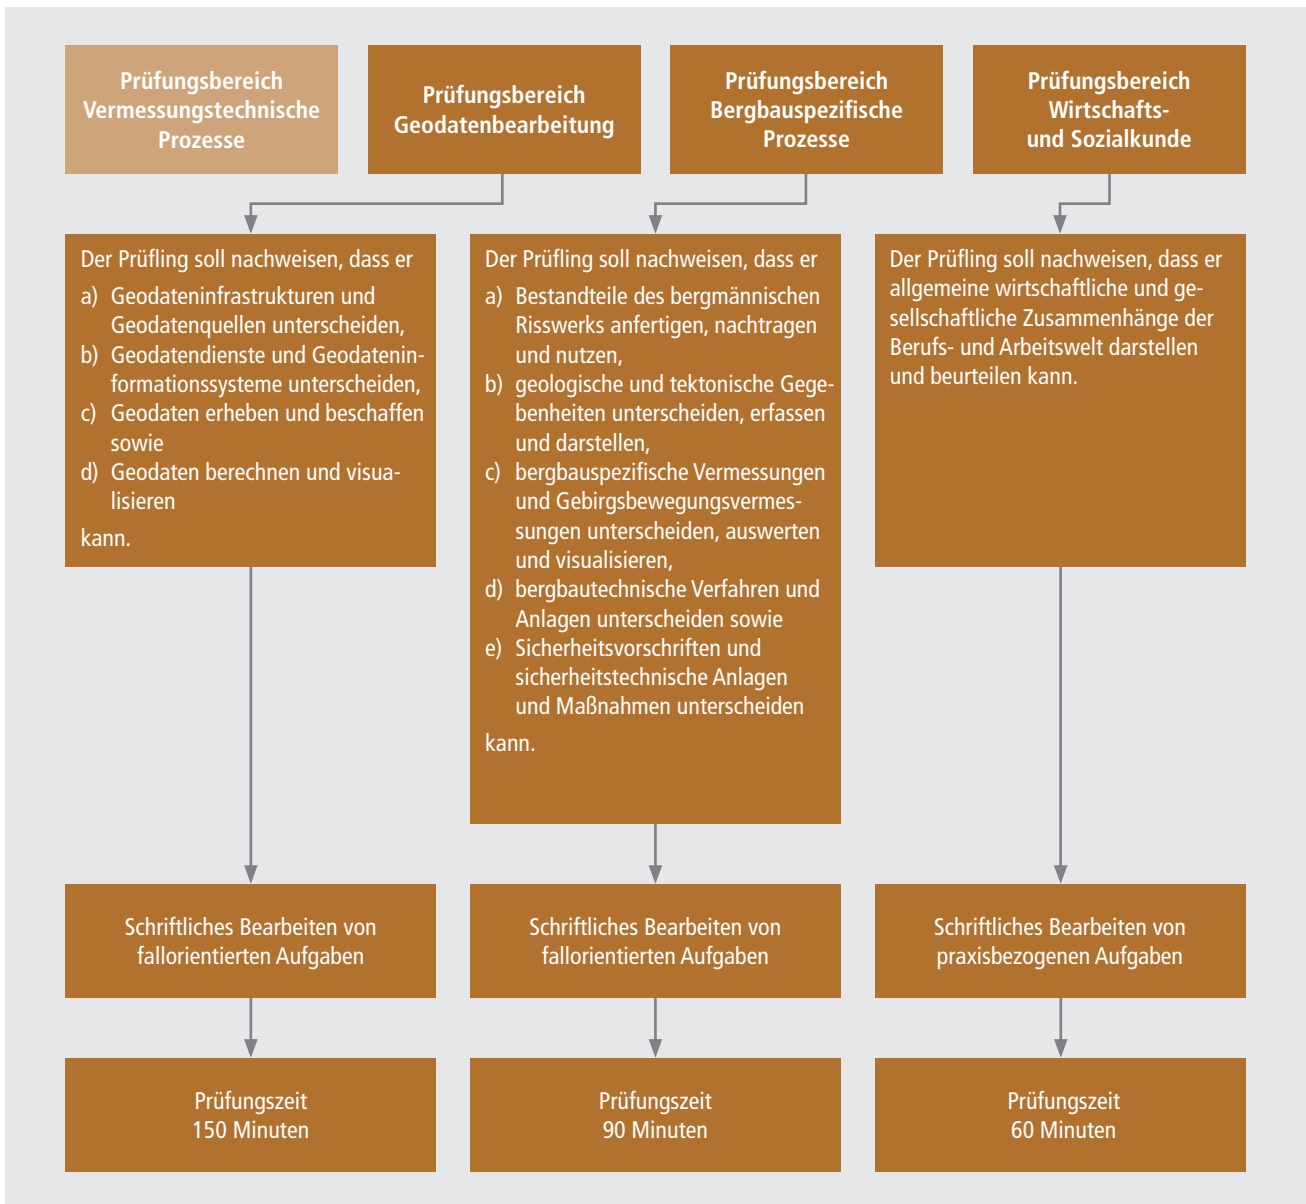 Prüfungsbereich
Vermessungstechnische
Prozesse
Prüfungsbereich
Geodatenbearbeitung
Prüfungsbereich
Bergbauspezifische
Prozesse
Prüfungsbereich
Wirtschafts-
und Sozialkunde
Der Prüfling soll nachweisen, dass er
a) Geodateninfrastrukturen und
Geodatenquellen unterscheiden,
b) Geodatendienste und Geodatenin-
formationssysteme unterscheiden,
c) Geodaten erheben und beschaffen
sowie
d) Geodaten berechnen und visua-
lisieren
kann.
Der Prüfling soll nachweisen, dass er
a) Bestandteile des bergmännischen
Risswerks anfertigen, nachtragen
und nutzen,
b) geologische und tektonische Gege-
benheiten unterscheiden, erfassen
und darstellen,
c) bergbauspezifische Vermessungen
und Gebirgsbewegungsvermes-
sungen unterscheiden, auswerten
und visualisieren,
d) bergbautechnische Verfahren und
Anlagen unterscheiden sowie
e) Sicherheitsvorschriften und
sicherheitstechnische Anlagen
und Maßnahmen unterscheiden
kann.
Der Prüfling soll nachweisen, dass er
allgemeine wirtschaftliche und ge-
sellschaftliche Zusammenhänge der
Berufs- und Arbeitswelt darstellen
und beurteilen kann.
Schriftliches Bearbeiten von
fallorientierten Aufgaben
Schriftliches Bearbeiten von
fallorientierten Aufgaben
Schriftliches Bearbeiten von
praxisbezogenen Aufgaben
Prüfungszeit
150 Minuten
Prüfungszeit
90 Minuten
Prüfungszeit
60 Minuten